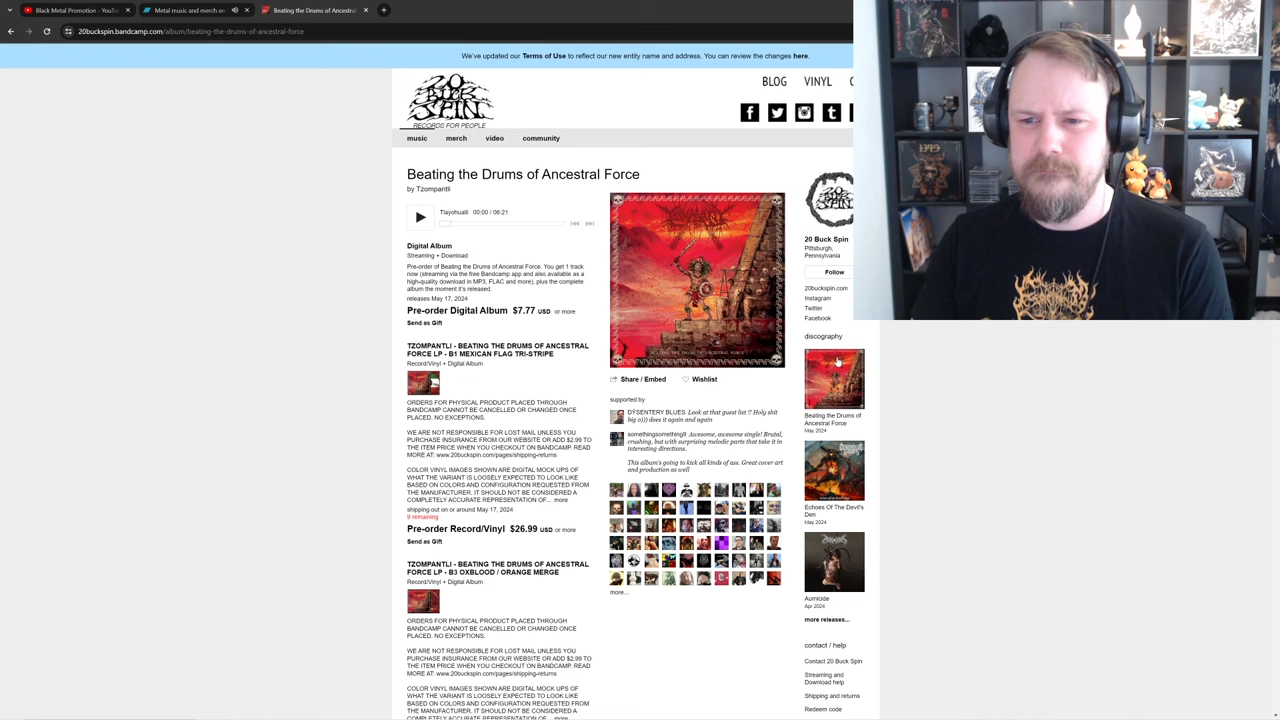 Black Metal Promotion - YouTu
Metal music and merch on
Beating the Drums of Ancestral
20buckspin.bandcamp.com/album/beating-the-drums-of-ancestral-force
We've updated our Terms of Use to reflect our new entity name and address. You can review the changes here.
20
BUCK
SPIN
RECORDS FOR PEOPLE
BLOG VINYL
music merch video community
Beating the Drums of Ancestral Force
by Tzompantli
Tlayohualli 00:00 / 06:21
Digital Album
Streaming + Download
Pre-order of Beating the Drums of Ancestral Force. You get 1 track
now (streaming via the free Bandcamp app and also available as a
high-quality download in MP3, FLAC and more), plus the complete
album the moment it's released.
releases May 17, 2024
Pre-order Digital Album $7.77 USD or more
Send as Gift
TZOMPANTLI - BEATING THE DRUMS OF ANCESTRAL
FORCE LP - B1 MEXICAN FLAG TRI-STRIPE
Record/Vinyl + Digital Album
ORDERS FOR PHYSICAL PRODUCT PLACED THROUGH
BANDCAMP CANNOT BE CANCELLED OR CHANGED ONCE
PLACED. NO EXCEPTIONS.
WE ARE NOT RESPONSIBLE FOR LOST MAIL UNLESS YOU
PURCHASE INSURANCE FROM OUR WEBSITE OR ADD $2.99 TO
THE ITEM PRICE WHEN YOU CHECKOUT ON BANDCAMP. READ
MORE AT: www.20buckspin.com/pages/shipping-returns
COLOR VINYL IMAGES SHOWN ARE DIGITAL MOCK UPS OF
WHAT THE VARIANT IS LOOSELY EXPECTED TO LOOK LIKE
BASED ON COLORS AND CONFIGURATION REQUESTED FROM
THE MANUFACTURER. IT SHOULD NOT BE CONSIDERED A
COMPLETELY ACCURATE REPRESENTATION OF... more
shipping out on or around May 17, 2024
9 remaining
Pre-order Record/Vinyl $26.99 USD or more
Send as Gift
TZOMPANTLI - BEATING THE DRUMS OF ANCESTRAL
FORCE LP - B3 OXBLOOD / ORANGE MERGE
Record/Vinyl + Digital Album
ORDERS FOR PHYSICAL PRODUCT PLACED THROUGH
BANDCAMP CANNOT BE CANCELLED OR CHANGED ONCE
PLACED. NO EXCEPTIONS.
WE ARE NOT RESPONSIBLE FOR LOST MAIL UNLESS YOU
PURCHASE INSURANCE FROM OUR WEBSITE OR ADD $2.99 TO
THE ITEM PRICE WHEN YOU CHECKOUT ON BANDCAMP. READ
MORE AT: www.20buckspin.com/pages/shipping-returns
COLOR VINYL IMAGES SHOWN ARE DIGITAL MOCK UPS OF
WHAT THE VARIANT IS LOOSELY EXPECTED TO LOOK LIKE
BASED ON COLORS AND CONFIGURATION REQUESTED FROM
THE MANUFACTURER. IT SHOULD NOT BE CONSIDERED A
COMPLETELY ACCURATE REPRESENTATION OF... more
BEATING THE DRUMS OF ANCESTRAL FORCE
Share / Embed Wishlist
supported by
DÝSENTERY BLUES Look at that guest list !! Holy shit
big o))) does it again and again
somethingsomething9 Awesome, awesome single! Brutal,
crushing, but with surprising melodic parts that take it in
interesting directions.
This album's going to kick all kinds of ass. Great cover art
and production as well
more...
20 Buck Spin
Pittsburgh,
Pennsylvania
Follow
20buckspin.com
Instagram
Twitter
Facebook
discography
Beating the Drums of
Ancestral Force
May 2024
Echoes Of The Devil's
Den
May 2024
Aumicide
Apr 2024
more releases...
contact / help
Contact 20 Buck Spin
Streaming and
Download help
Shipping and returns
Redeem code